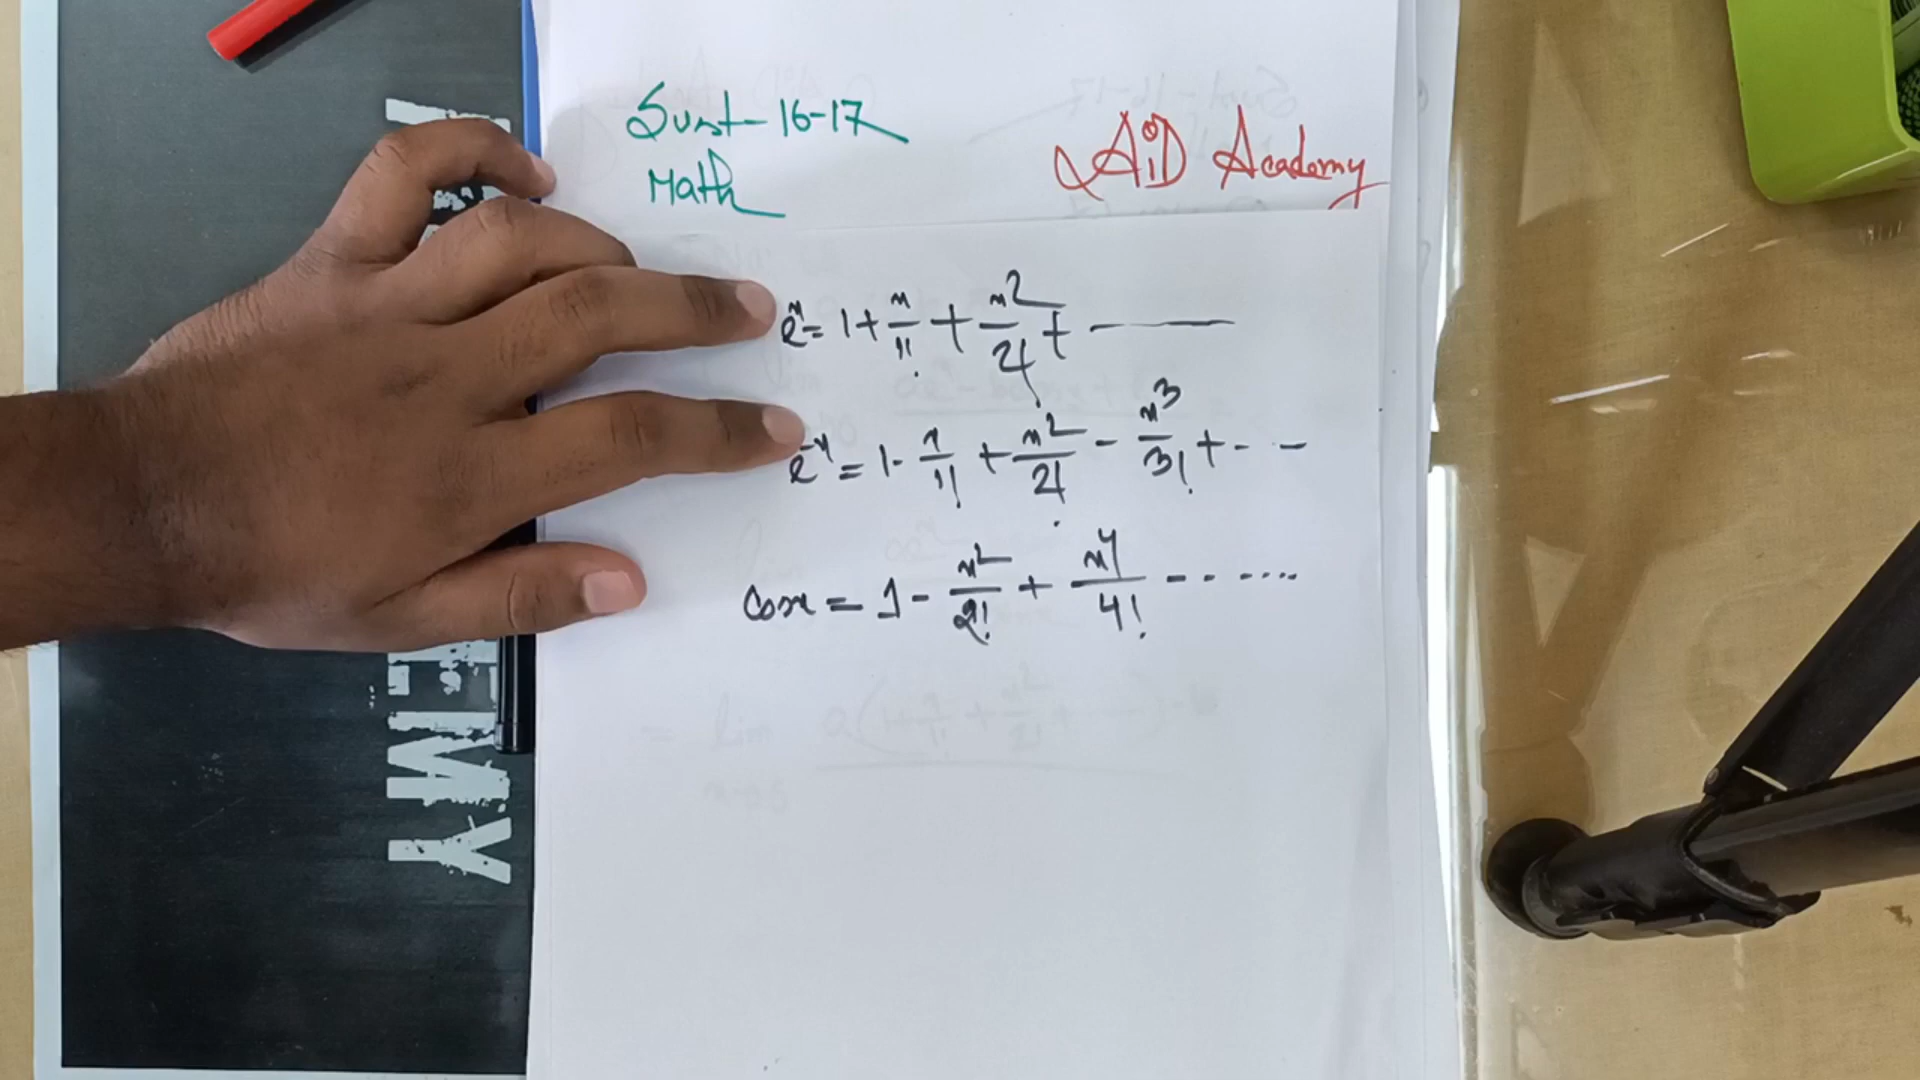 Sust-16-17
Math
AiD Academy
e^x = 1 + x/1! + x^2/2! + ———
e^-x = 1 - x/1! + x^2/2! - x^3/3! + - - -
Cosx = 1 - x^2/2! + x^4/4! - - - ....
EMY